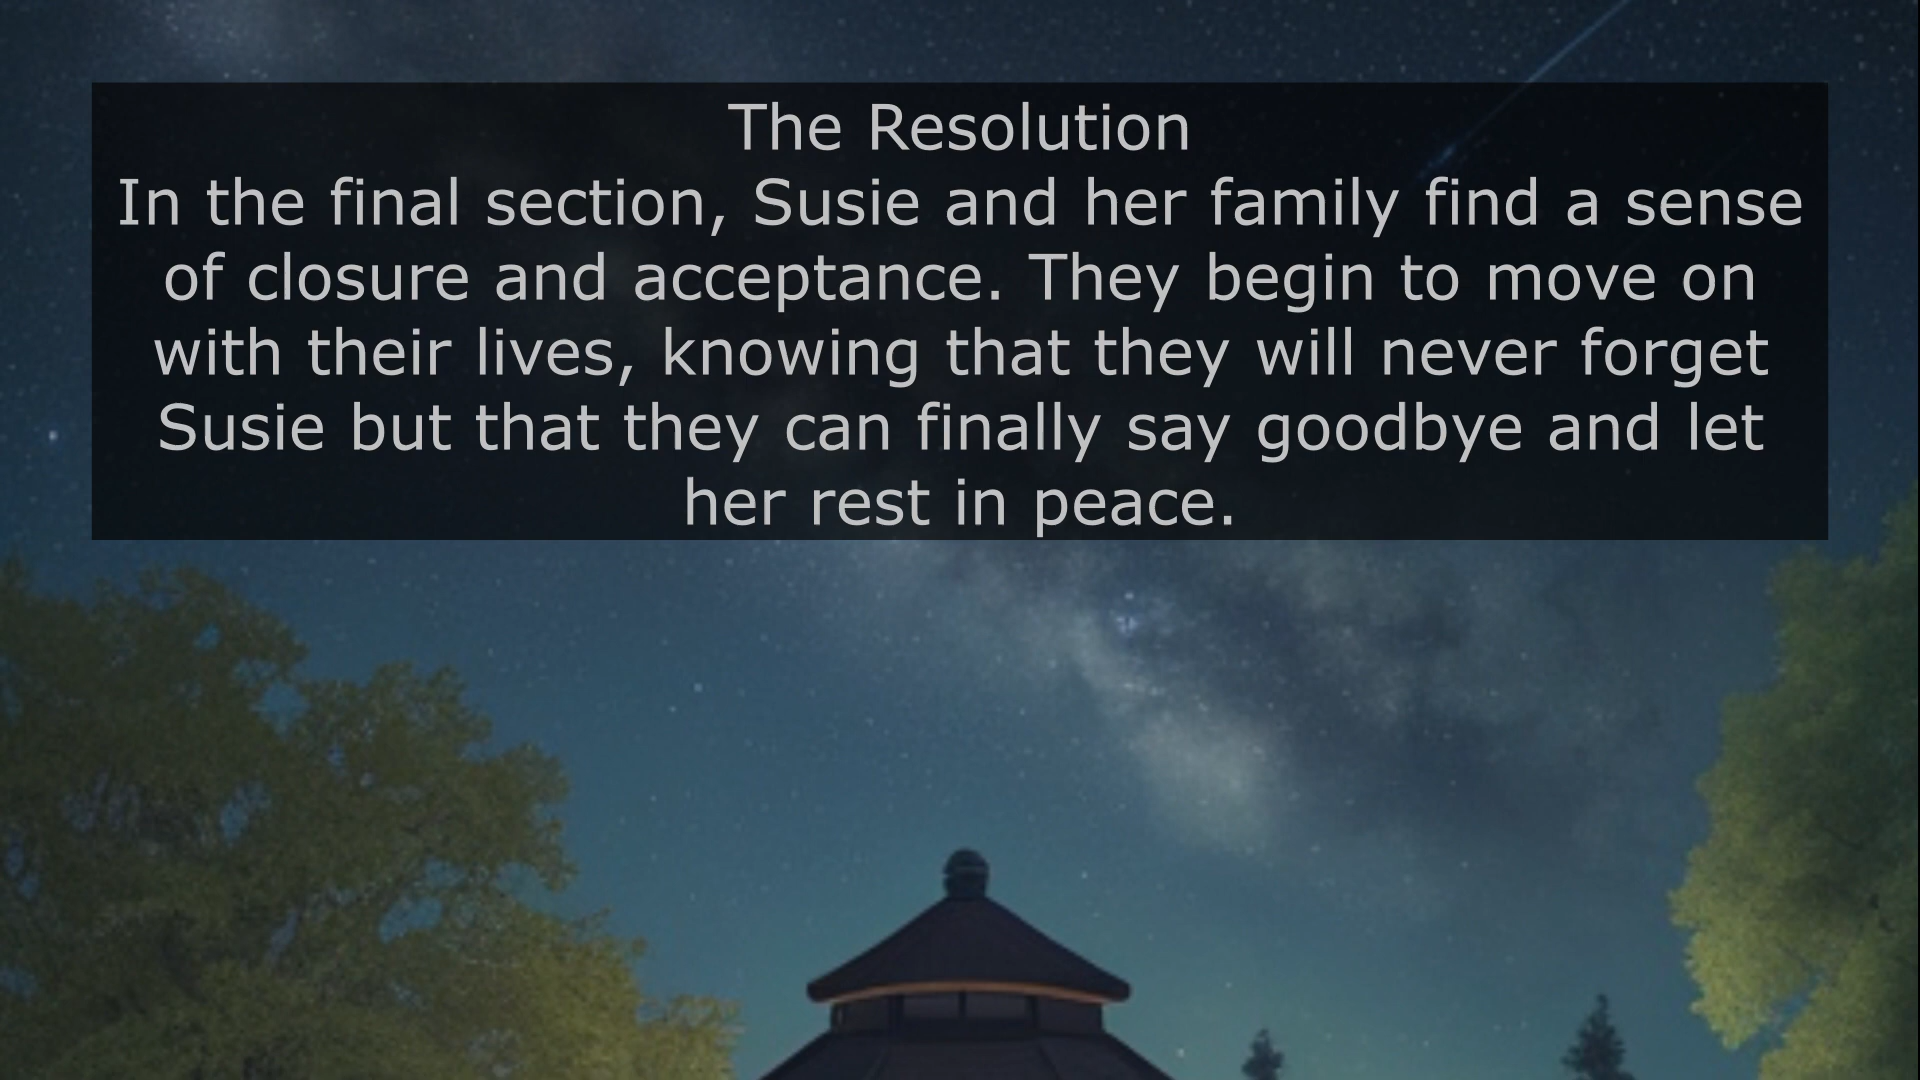 The Resolution
In the final section, Susie and her family find a sense
of closure and acceptance. They begin to move on
with their lives, knowing that they will never forget
Susie but that they can finally say goodbye and let
her rest in peace.